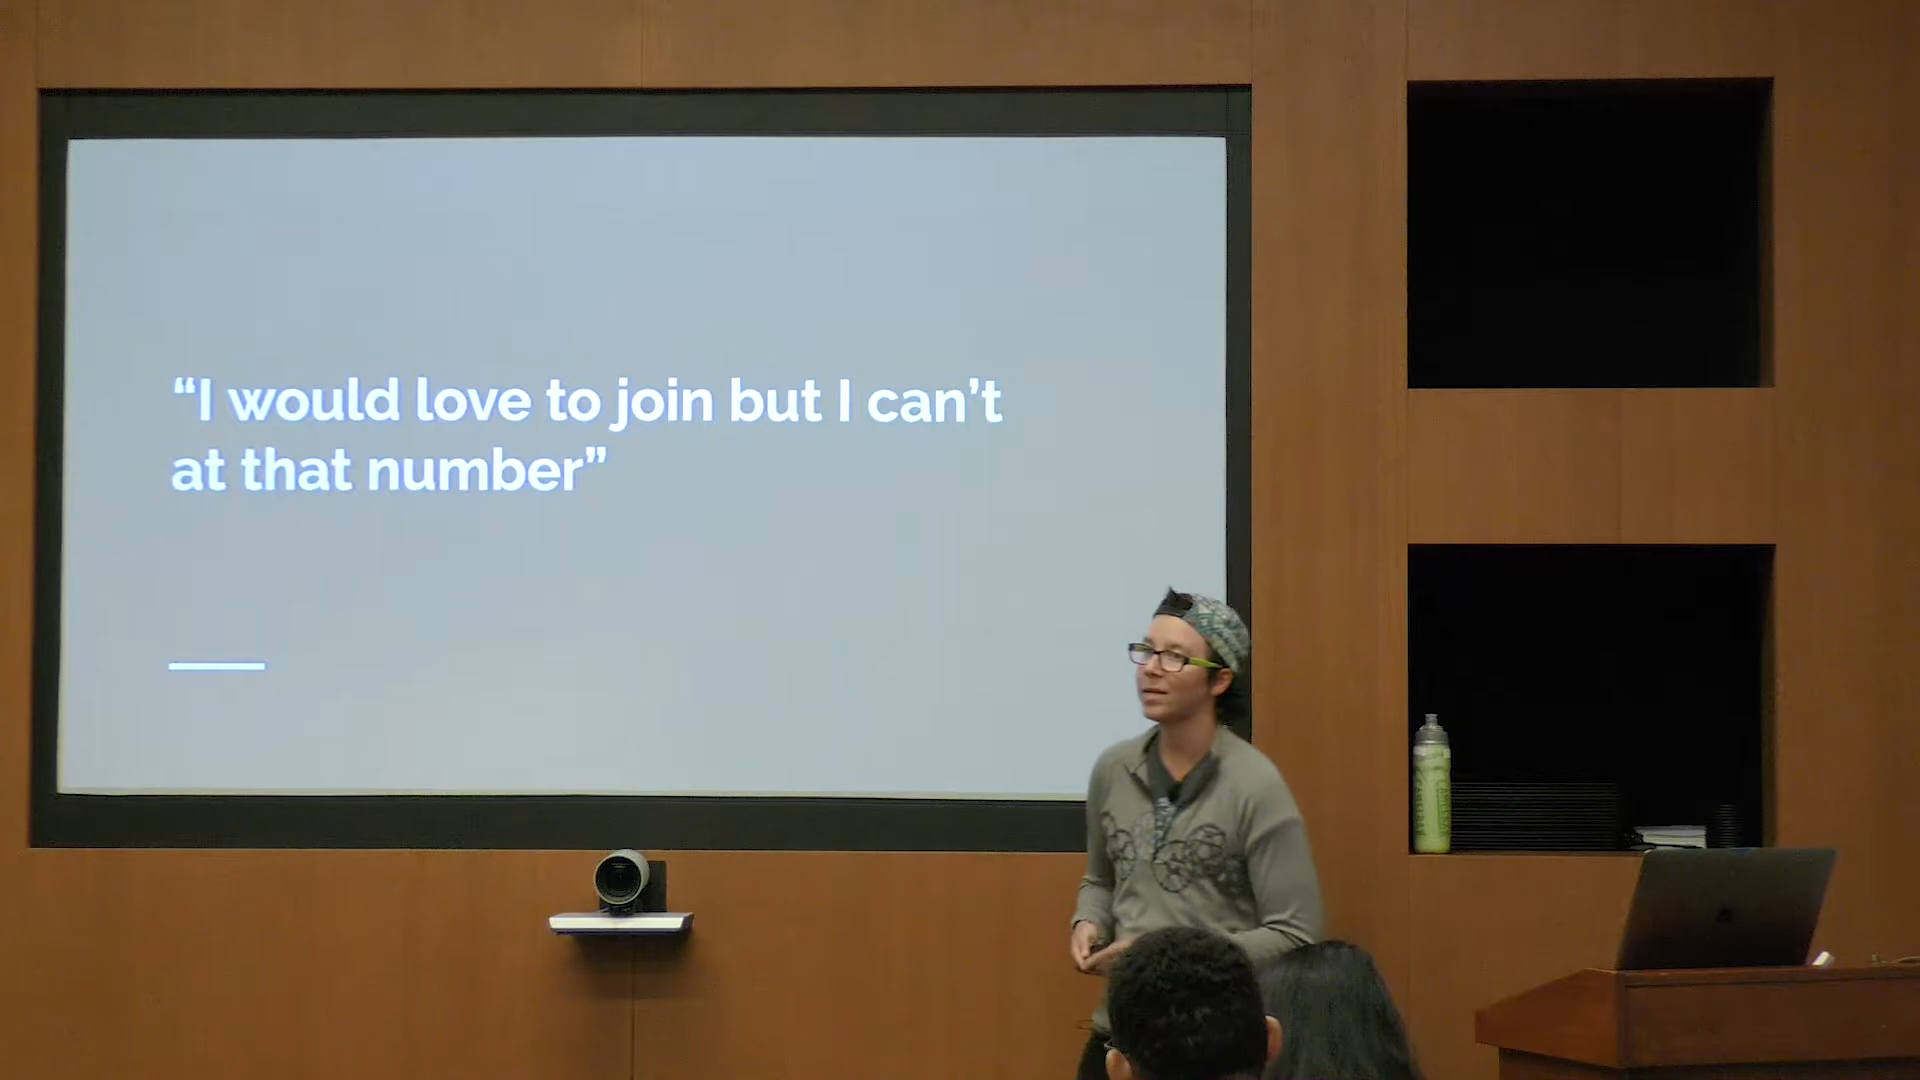 “I would love to join but I can’t
at that number”